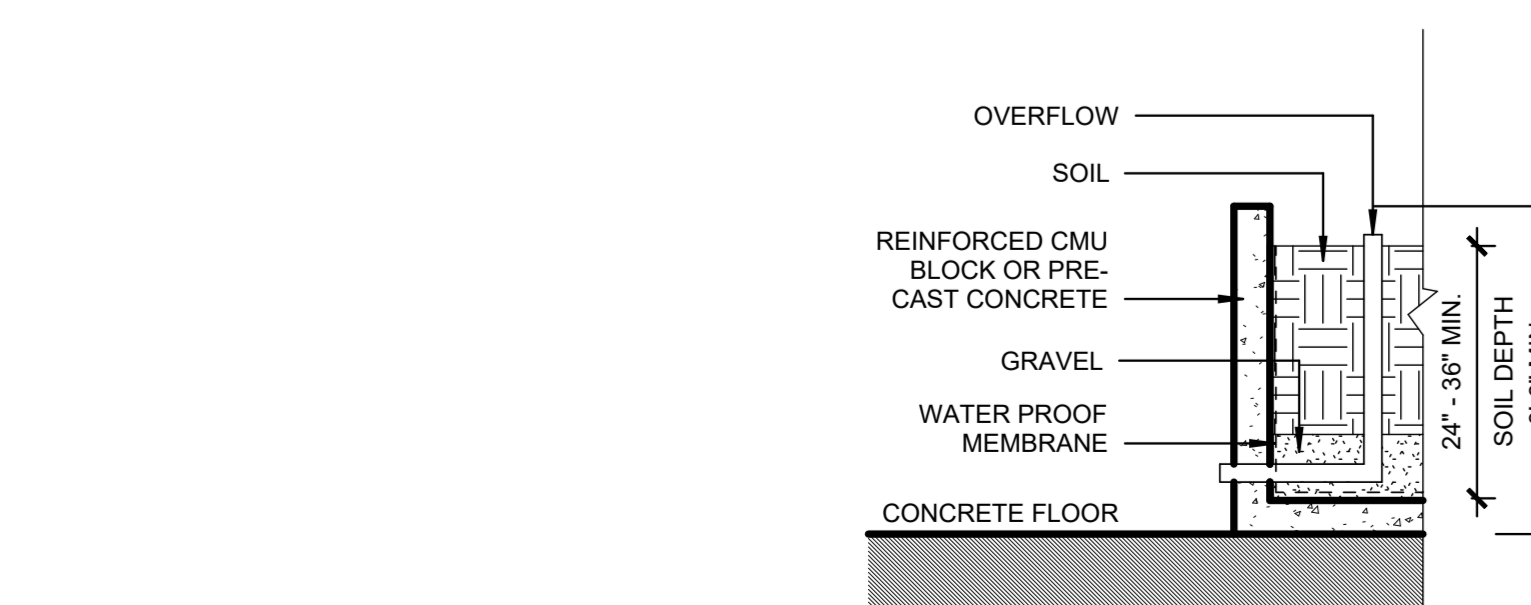 OVERFLOW
SOIL
REINFORCED CMU
BLOCK OR PRE-
CAST CONCRETE
GRAVEL
WATER PROOF
MEMBRANE
CONCRETE FLOOR
24" - 36" MIN.
SOIL DEPTH